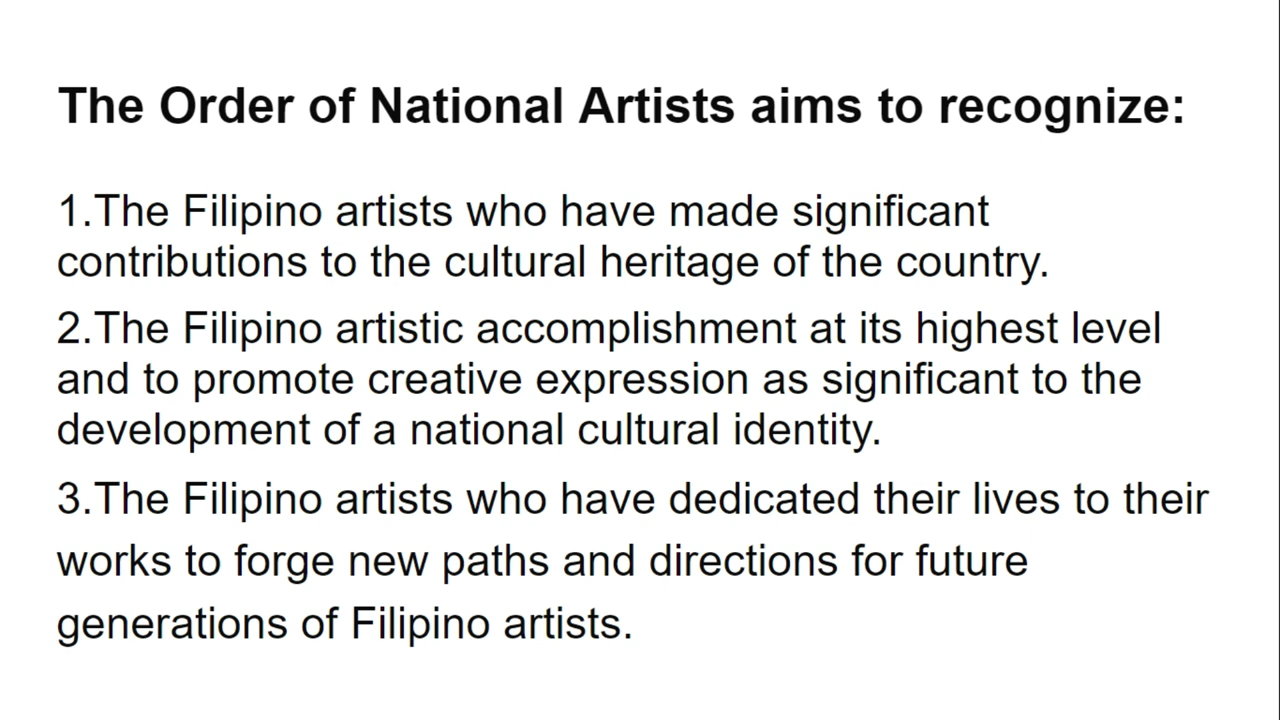 The Order of National Artists aims to recognize:
1.The Filipino artists who have made significant
contributions to the cultural heritage of the country.
2.The Filipino artistic accomplishment at its highest level
and to promote creative expression as significant to the
development of a national cultural identity.
3.The Filipino artists who have dedicated their lives to their
works to forge new paths and directions for future
generations of Filipino artists.